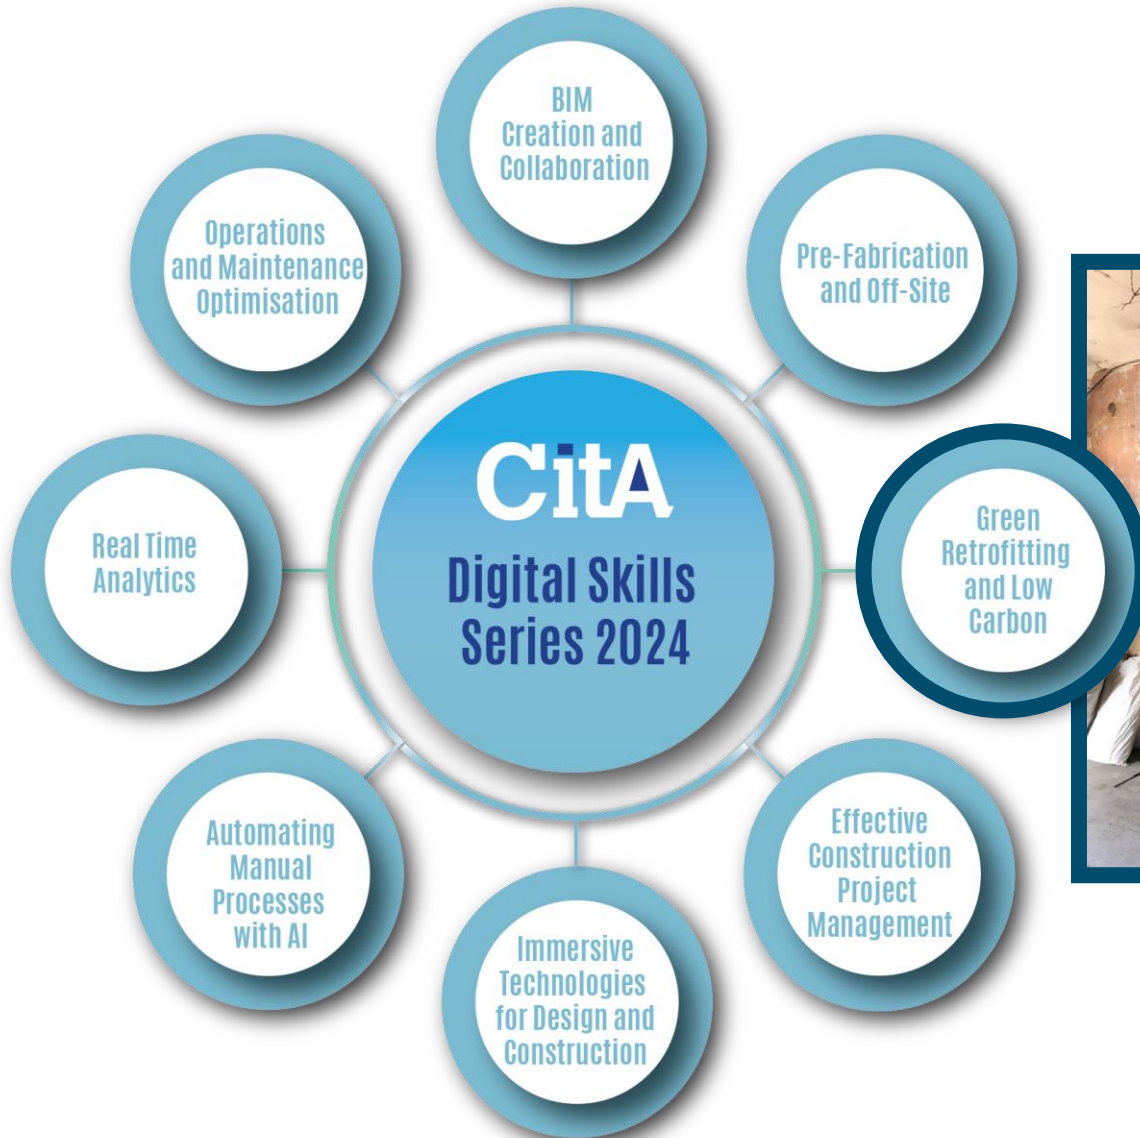 BIM
Creation and
Collaboration
Pre-Fabrication
and Off-Site
Green
Retrofitting
and Low
Carbon
Effective
Construction
Project
Management
Immersive
Technologies
for Design and
Construction
Automating
Manual
Processes
with AI
Real Time
Analytics
Operations
and Maintenance
Optimisation
CitA
Digital Skills
Series 2024